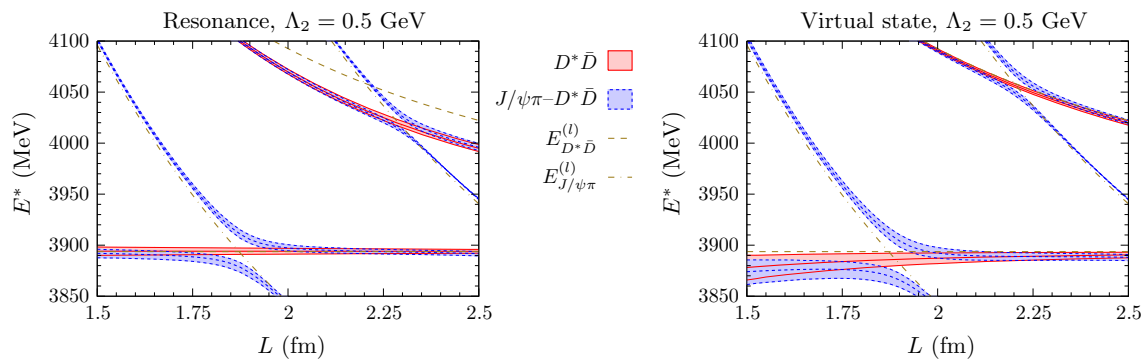 Resonance, Λ₂ = 0.5 GeV
E* (MeV)
4100
4050
4000
3950
3900
3850
1.5
1.75
2
2.25
2.5
L (fm)
D*D̄
J/ψπ–D*D̄
E^{(l)}_{D*D̄}
E^{(l)}_{J/ψπ}
Virtual state, Λ₂ = 0.5 GeV
E* (MeV)
4100
4050
4000
3950
3900
3850
1.5
1.75
2
2.25
2.5
L (fm)